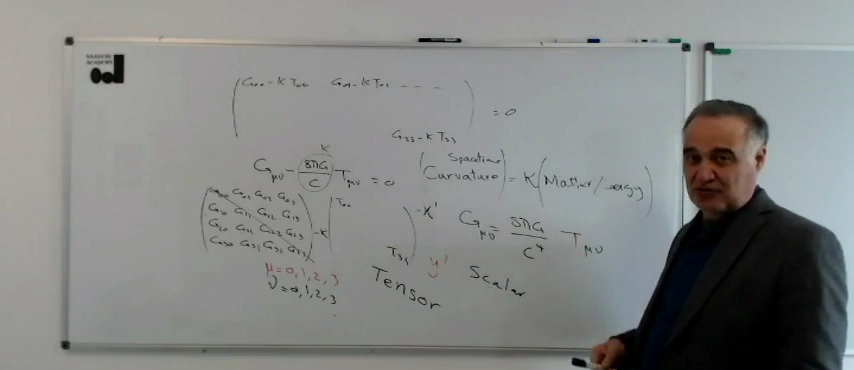 ACADEMY
G₀₀ - K T₀₀ G₀₁ - K T₀₁ - - -
= 0
G₃₃ - K T₃₃
K
Gμν - 8πG/c Tμν = 0
(Spacetime Curvature) = K (Matter/
G₀₀ G₀₁ G₀₂ G₀₃
G₁₀ G₁₁ G₁₂ G₁₃
G₂₀ G₂₁ G₂₂ G₂₃
G₃₀ G₃₁ G₃₂ G₃₃
- K
T₀₀
Gμν = 8πG/c⁴ Tμν
μ = 0, 1, 2, 3
ν = 0, 1, 2, 3
Tensor
y'
Scalar